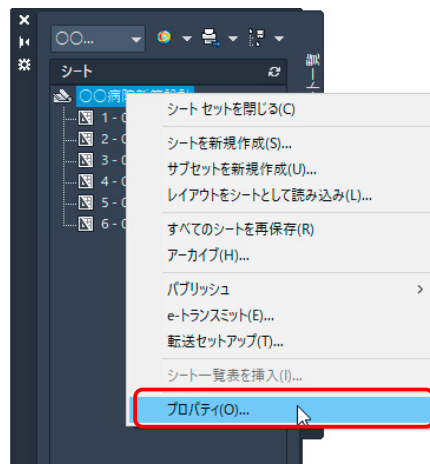 〇〇...
シート
〇〇病院新築設計
1 - 0
2 - 0
3 - 0
4 - 0
5 - 0
6 - 0
シート セットを閉じる(C)
シートを新規作成(S)...
サブセットを新規作成(U)...
レイアウトをシートとして読み込み(L)...
すべてのシートを再保存(R)
アーカイブ(H)...
パブリッシュ
e-トランスミット(E)...
転送セットアップ(T)...
シート一覧表を挿入(I)...
プロパティ(O)...